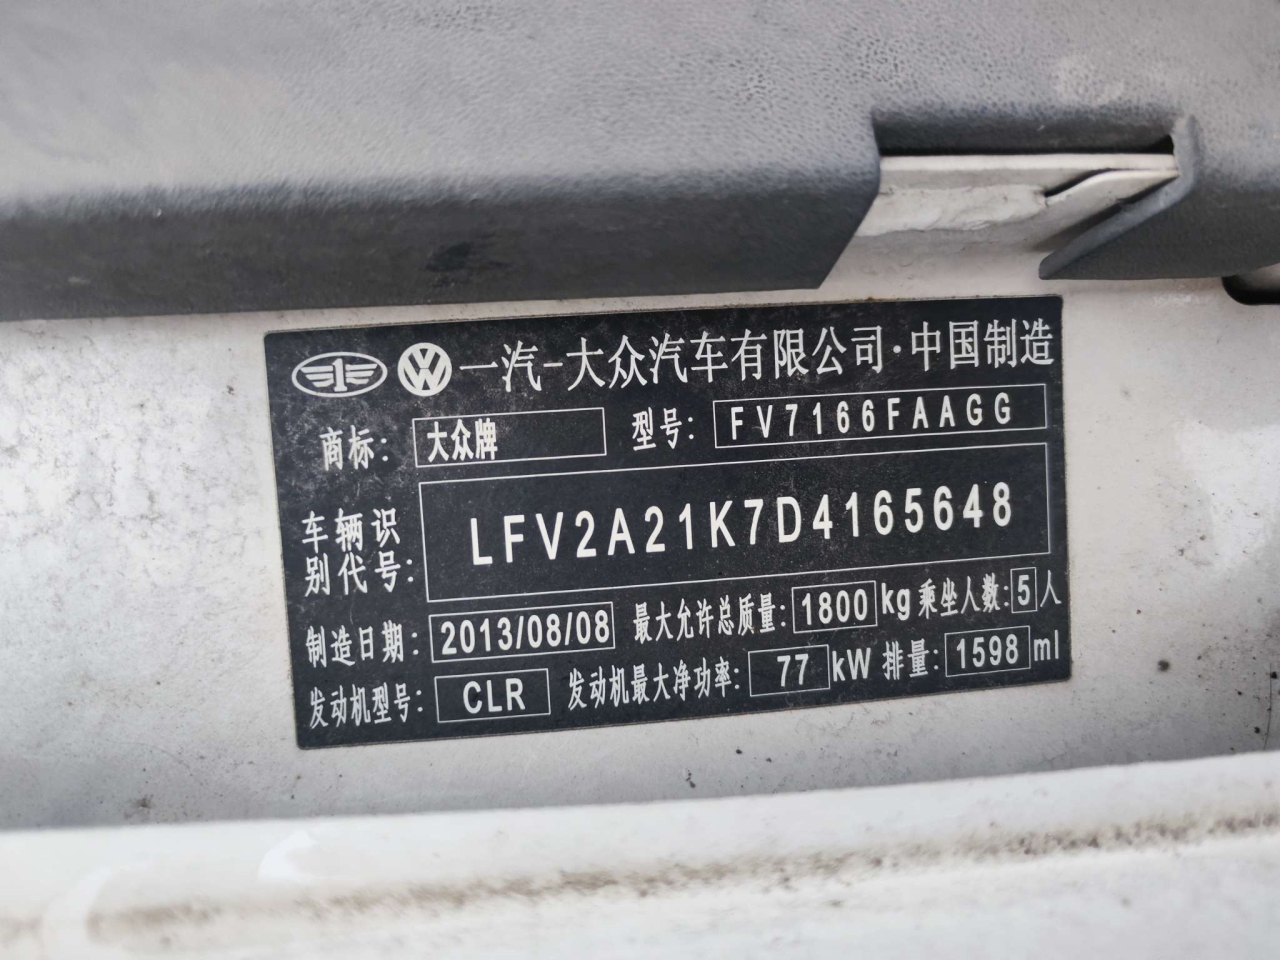 一汽-大众汽车有限公司·中国制造
商标: 大众牌 型号: FV7166FAAGG
车辆识别代号: LFV2A21K7D4165648
制造日期: 2013/08/08 最大允许总质量: 1800 kg 乘坐人数: 5 人
发动机型号: CLR 发动机最大净功率: 77 kW 排量: 1598 ml